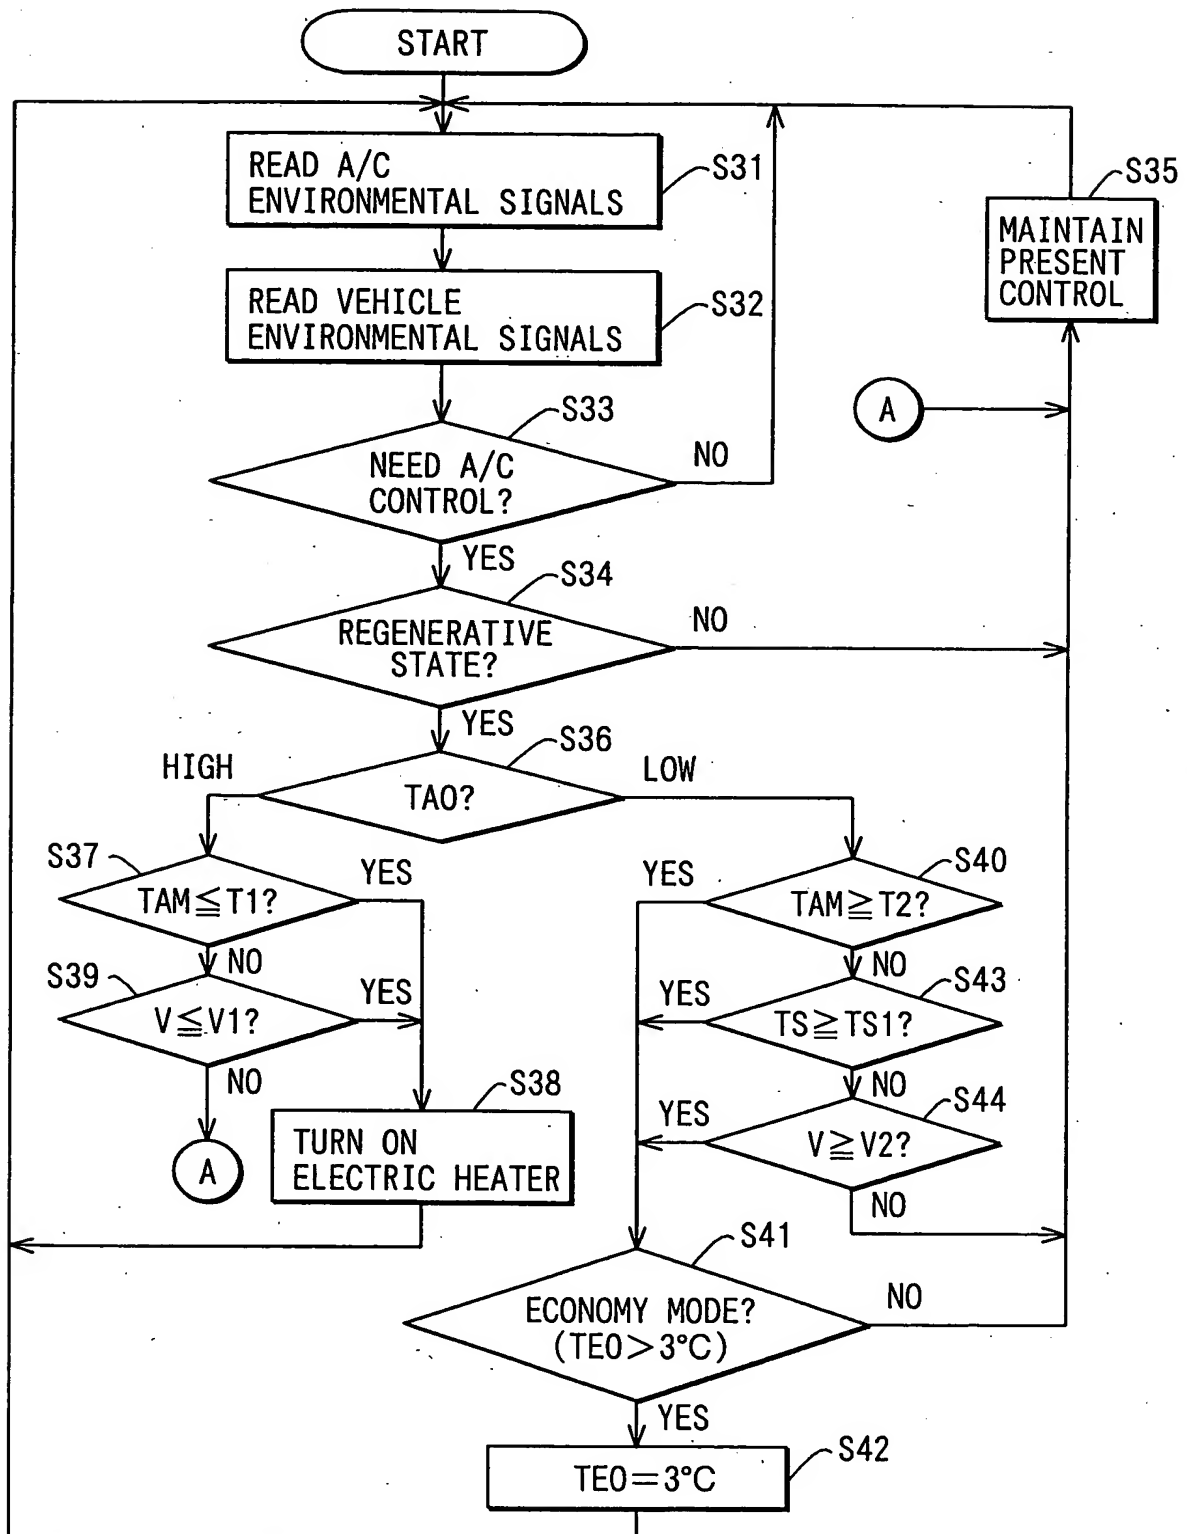 START
READ A/C
ENVIRONMENTAL SIGNALS
S31
S35
MAINTAIN
PRESENT
CONTROL
READ VEHICLE
ENVIRONMENTAL SIGNALS
S32
A
S33
NEED A/C
CONTROL?
NO
YES
S34
REGENERATIVE
STATE?
NO
YES
S36
HIGH
LOW
TAO?
S37
TAM≦T1?
YES
NO
S40
YES
TAM≧T2?
NO
S39
V≦V1?
YES
NO
S43
YES
TS≧TS1?
NO
A
S38
TURN ON
ELECTRIC HEATER
S44
YES
V≧V2?
NO
S41
ECONOMY MODE?
(TEO>3°C)
NO
YES
S42
TEO=3°C